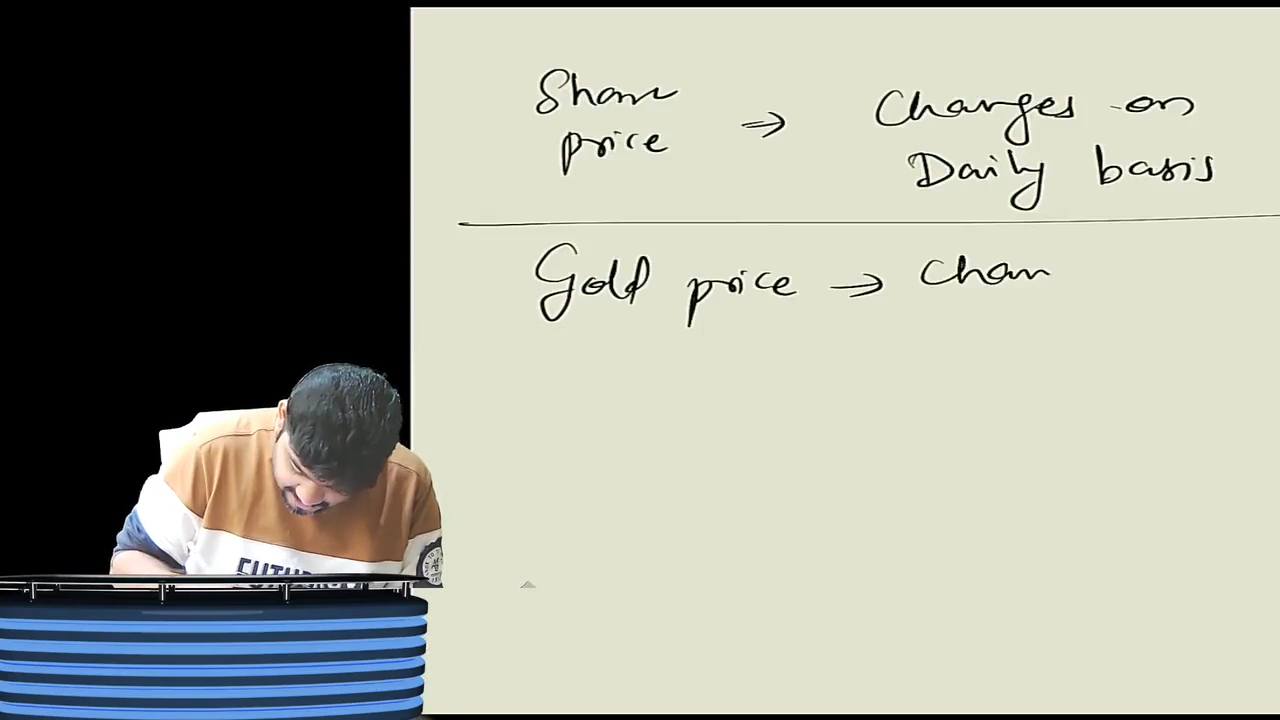 Share
price → Changes on
Daily basis
Gold price → Chan